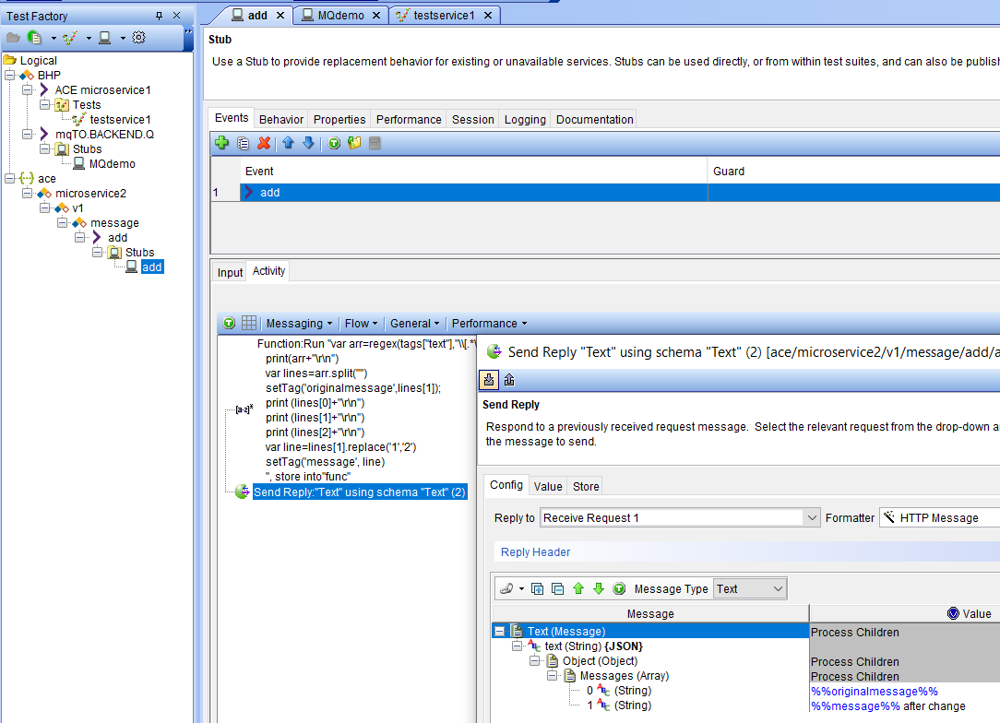 Test Factory
Logical
BHP
ACE microservice1
Tests
testservice1
mqTO.BACKEND.Q
Stubs
MQdemo
ace
microservice2
v1
message
add
Stubs
add
add
MQdemo
testservice1
Stub
Use a Stub to provide replacement behavior for existing or unavailable services. Stubs can be used directly, or from within test suites, and can also be publish
Events Behavior Properties Performance Session Logging Documentation
Event Guard
1 add
Input Activity
Messaging Flow General Performance
Function:Run "var arr=regex(tags["text"],"\\[.*\
print(arr+"\r\n")
var lines=arr.split('"')
setTag('originalmessage',lines[1]);
print (lines[0]+"\r\n")
print (lines[1]+"\r\n")
print (lines[2]+"\r\n")
var line=lines[1].replace('1','2')
setTag('message', line)
", store into"func"
Send Reply:"Text" using schema "Text" (2)
Send Reply "Text" using schema "Text" (2) [ace/microservice2/v1/message/add/a
Send Reply
Respond to a previously received request message. Select the relevant request from the drop-down a
the message to send.
Config Value Store
Reply to Receive Request 1 Formatter HTTP Message
Reply Header
Message Type Text
Message Value
Text (Message) Process Children
text (String) {JSON}
Object (Object) Process Children
Messages (Array) Process Children
0 (String) %%originalmessage%%
1 (String) %%message%% after change